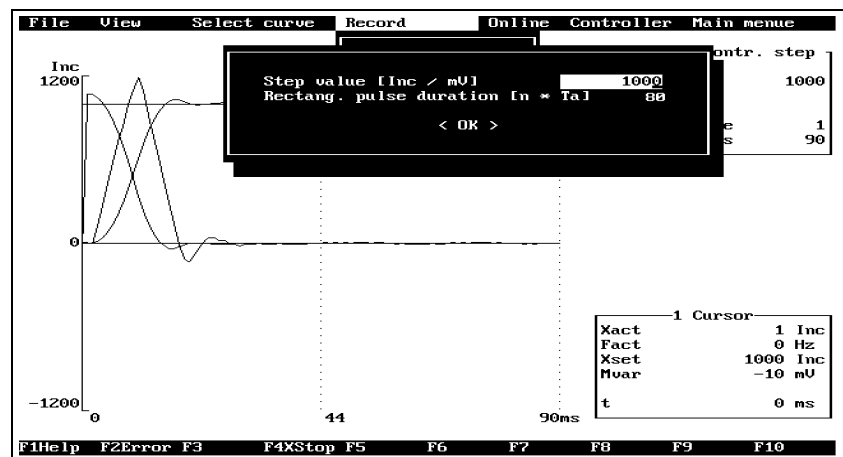 File View Select curve Record Online Controller Main menue
ontr. step
Inc
1200
1000
Step value [Inc / mV] 1000
Rectang. pulse duration [n * Ta] 80
< OK >
e 1
s 90
0
1 Cursor
Xact 1 Inc
Fact 0 Hz
Xset 1000 Inc
Mvar -10 mV
t 0 ms
-1200
0 44 90ms
F1Help F2Error F3 F4XStop F5 F6 F7 F8 F9 F10